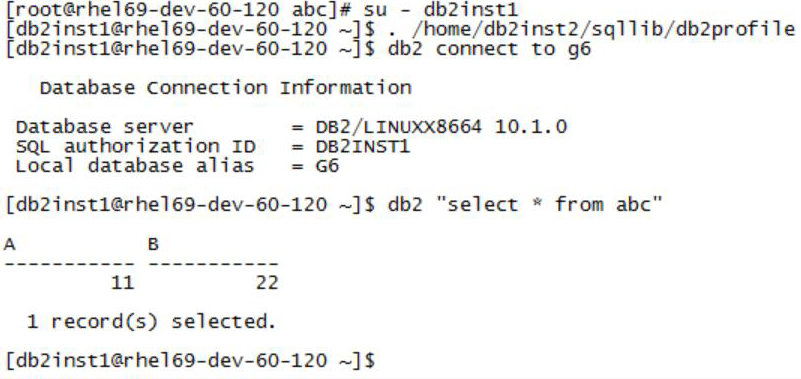 [root@rhel69-dev-60-120 abc]# su - db2inst1
[db2inst1@rhel69-dev-60-120 ~]$ . /home/db2inst2/sqllib/db2profile
[db2inst1@rhel69-dev-60-120 ~]$ db2 connect to g6
Database Connection Information
Database server = DB2/LINUXX8664 10.1.0
SQL authorization ID = DB2INST1
Local database alias = G6
[db2inst1@rhel69-dev-60-120 ~]$ db2 "select * from abc"
A B
----------- -----------
11 22
1 record(s) selected.
[db2inst1@rhel69-dev-60-120 ~]$